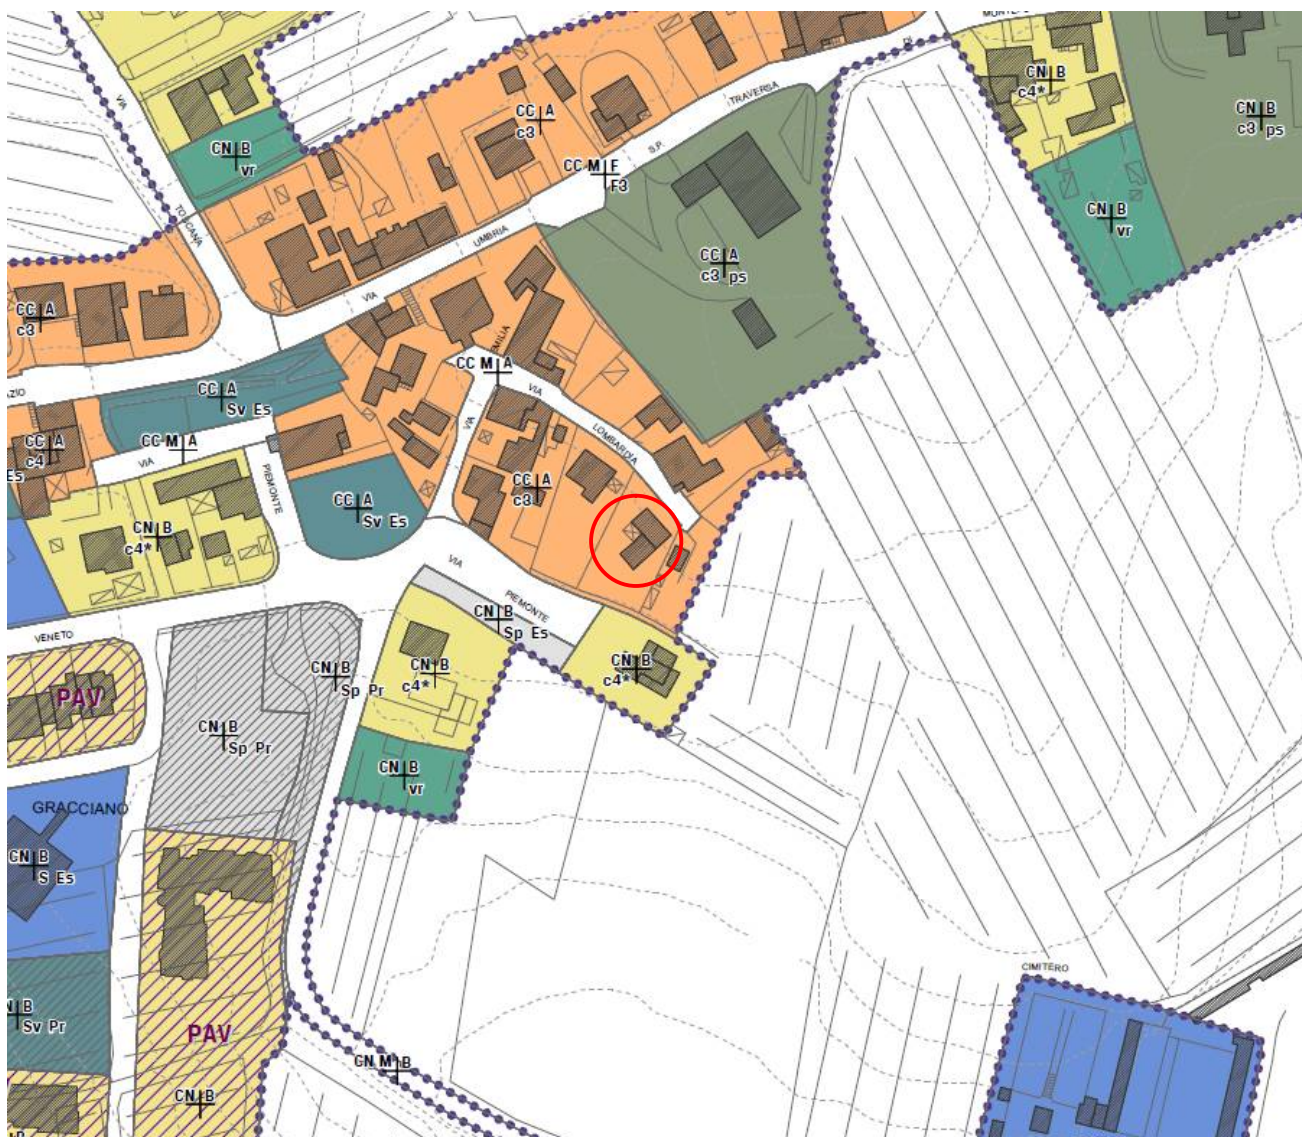 MONTE
DI
CN B
c4*
VIA
TRAVERSA
CN B
c3 ps
CC A
c3
S.P.
CN B
vr
CC M F
F3
CN B
vr
TOSCANA
UMBRIA
CC A
c3 ps
VIA
CC A
c3
EMILIA
CC M A
VIA
CC A
Sv Es
VIA
LOMBARDIA
CC A
c4
CC M A
VIA
Es
PIEMONTE
CC A
c3
CC A
Sv Es
CN B
c4*
VIA
PIEMONTE
CN B
Sp Es
VENETO
CN B
c4*
CN B
Sp Pr
CN B
c4*
PAV
CN B
Sp Pr
CN B
vr
GRACCIANO
CN B
S Es
CIMITERO
N B
Sv Pr
PAV
CN M B
CN B